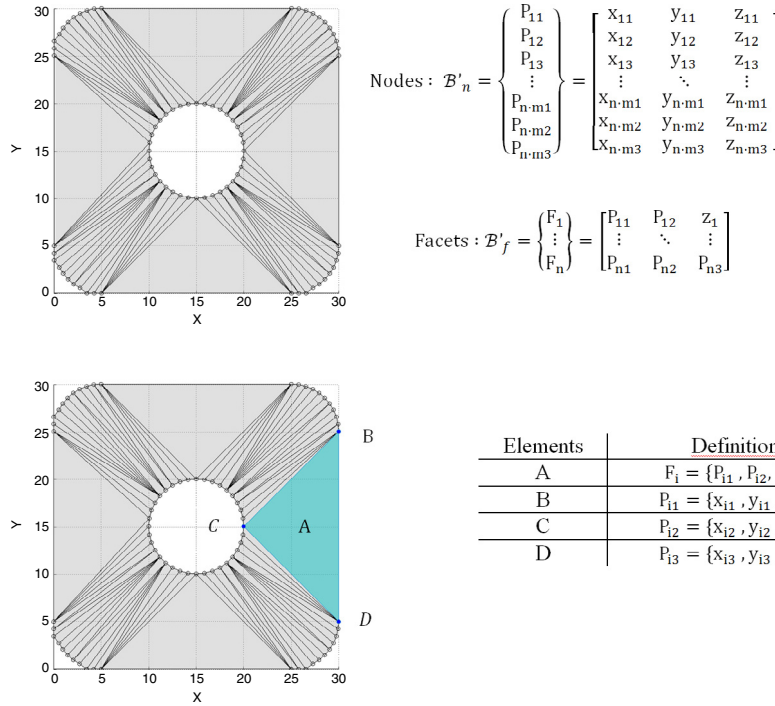 30
25
20
15
10
5
0
Y
0 5 10 15 20 25 30
X
Nodes : ℬ'ₙ = { P₁₁ P₁₂ P₁₃ ⋮ Pₙ·ₘ₁ Pₙ·ₘ₂ Pₙ·ₘ₃ } = [
x₁₁ y₁₁ z₁₁
x₁₂ y₁₂ z₁₂
x₁₃ y₁₃ z₁₃
⋮ ⋱ ⋮
xₙ·ₘ₁ yₙ·ₘ₁ zₙ·ₘ₁
xₙ·ₘ₂ yₙ·ₘ₂ zₙ·ₘ₂
xₙ·ₘ₃ yₙ·ₘ₃ zₙ·ₘ₃
Facets : ℬ'_f = { F₁ ⋮ Fₙ } = [
P₁₁ P₁₂ z₁
⋮ ⋱ ⋮
Pₙ₁ Pₙ₂ Pₙ₃ ]
30
25
20
15
10
5
0
Y
B
C
A
D
0 5 10 15 20 25 30
X
Elements Definition
A Fᵢ = {Pᵢ₁ , Pᵢ₂,
B Pᵢ₁ = {xᵢ₁ , yᵢ₁
C Pᵢ₂ = {xᵢ₂ , yᵢ₂
D Pᵢ₃ = {xᵢ₃ , yᵢ₃